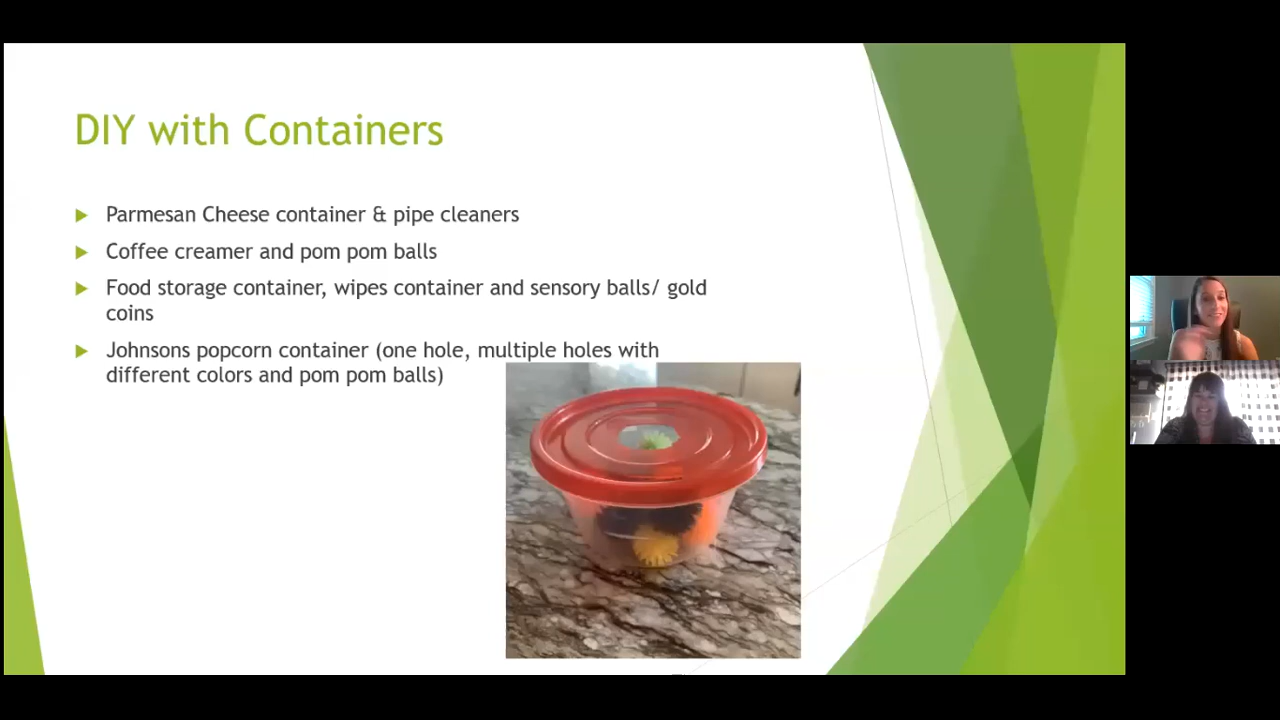 DIY with Containers
Parmesan Cheese container & pipe cleaners
Coffee creamer and pom pom balls
Food storage container, wipes container and sensory balls/ gold
coins
Johnsons popcorn container (one hole, multiple holes with
different colors and pom pom balls)